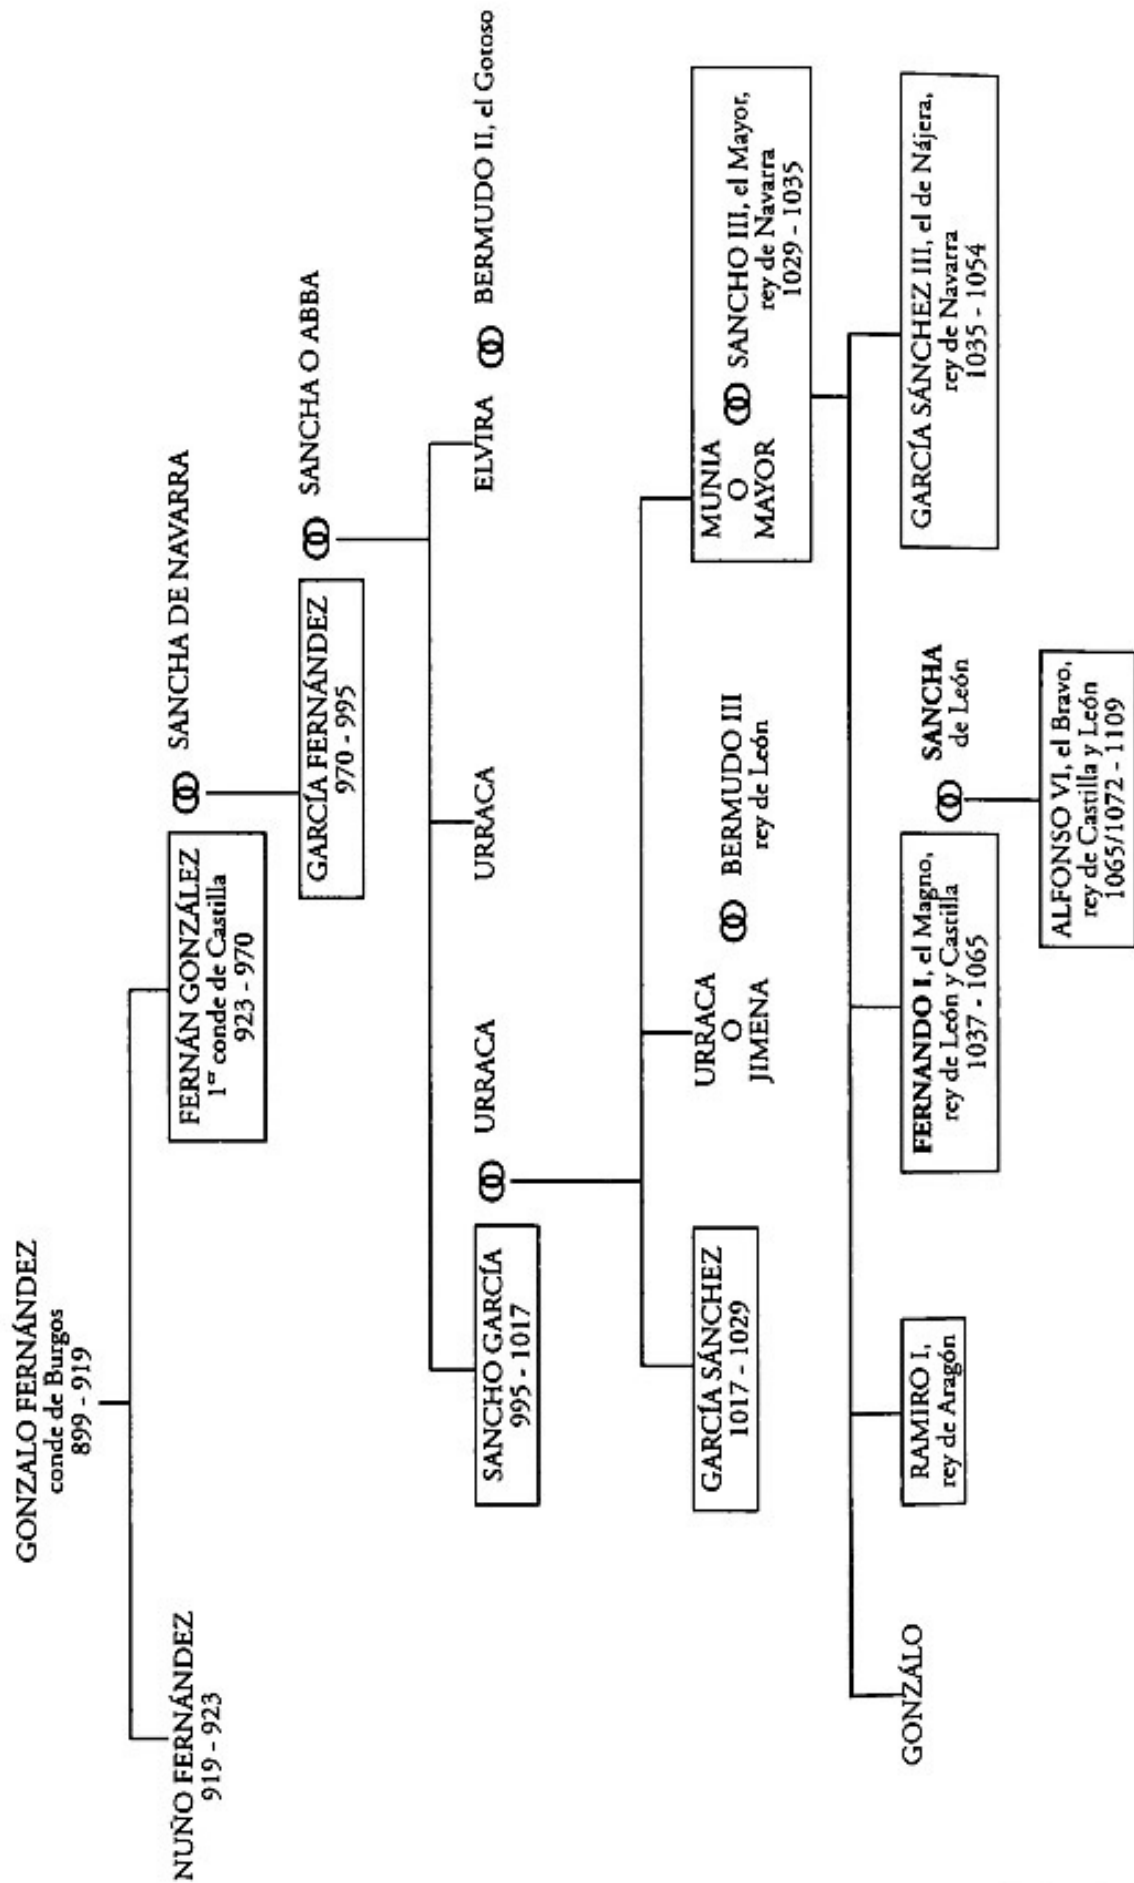 GONZALO FERNÁNDEZ
conde de Burgos
899 - 919
NUÑO FERNÁNDEZ
919 - 923
FERNÁN GONZÁLEZ
1er conde de Castilla
923 - 970
SANCHA DE NAVARRA
GARCÍA FERNÁNDEZ
970 - 995
SANCHA O ABBA
SANCHO GARCÍA
995 - 1017
URRACA
URRACA
ELVIRA
BERMUDO II, el Gotoso
GARCÍA SÁNCHEZ
1017 - 1029
URRACA
O
JIMENA
BERMUDO III
rey de León
MUNIA
O
MAYOR
SANCHO III, el Mayor,
rey de Navarra
1029 - 1035
GONZÁLO
RAMIRO I,
rey de Aragón
FERNANDO I, el Magno,
rey de León y Castilla
1037 - 1065
SANCHA
de León
GARCÍA SÁNCHEZ III, el de Nájera,
rey de Navarra
1035 - 1054
ALFONSO VI, el Bravo,
rey de Castilla y León
1065/1072 - 1109